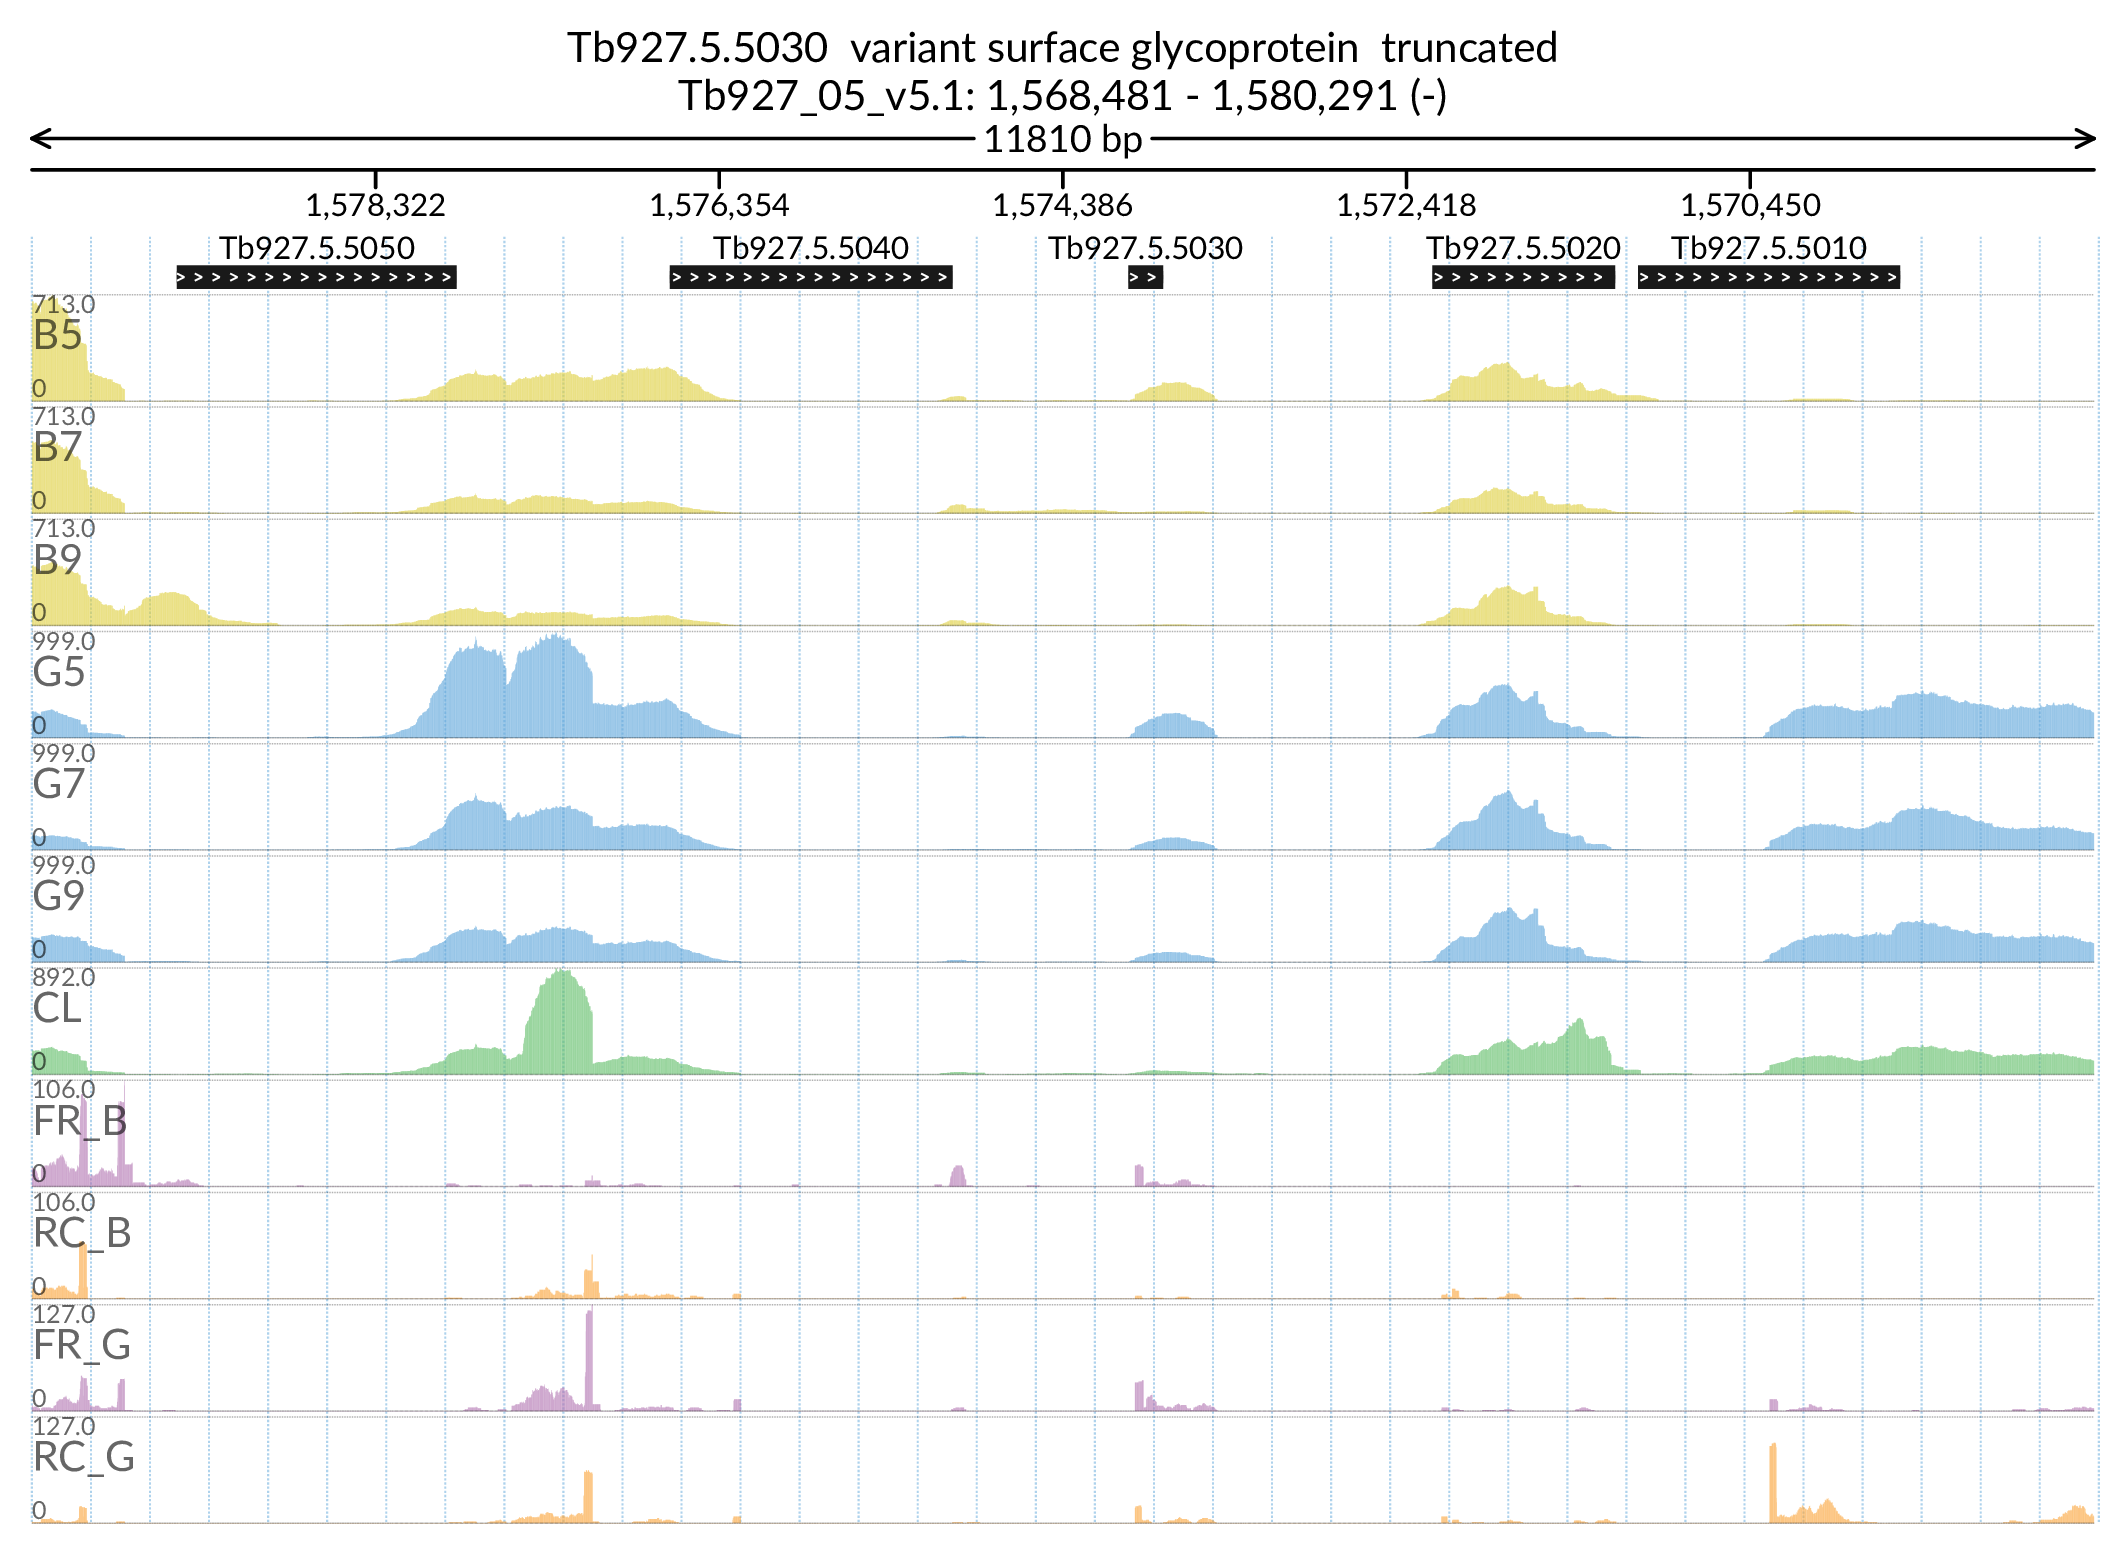 Tb927.5.5030  variant surface glycoprotein  truncated
Tb927_05_v5.1: 1,568,481 - 1,580,291 (-)
11810 bp
1,578,322 1,576,354 1,574,386 1,572,418 1,570,450
Tb927.5.5050 Tb927.5.5040 Tb927.5.5030 Tb927.5.5020 Tb927.5.5010
713.0
B5
0
713.0
B7
0
713.0
B9
0
999.0
G5
0
999.0
G7
0
999.0
G9
0
892.0
CL
0
106.0
FR_B
0
106.0
RC_B
0
127.0
FR_G
0
127.0
RC_G
0